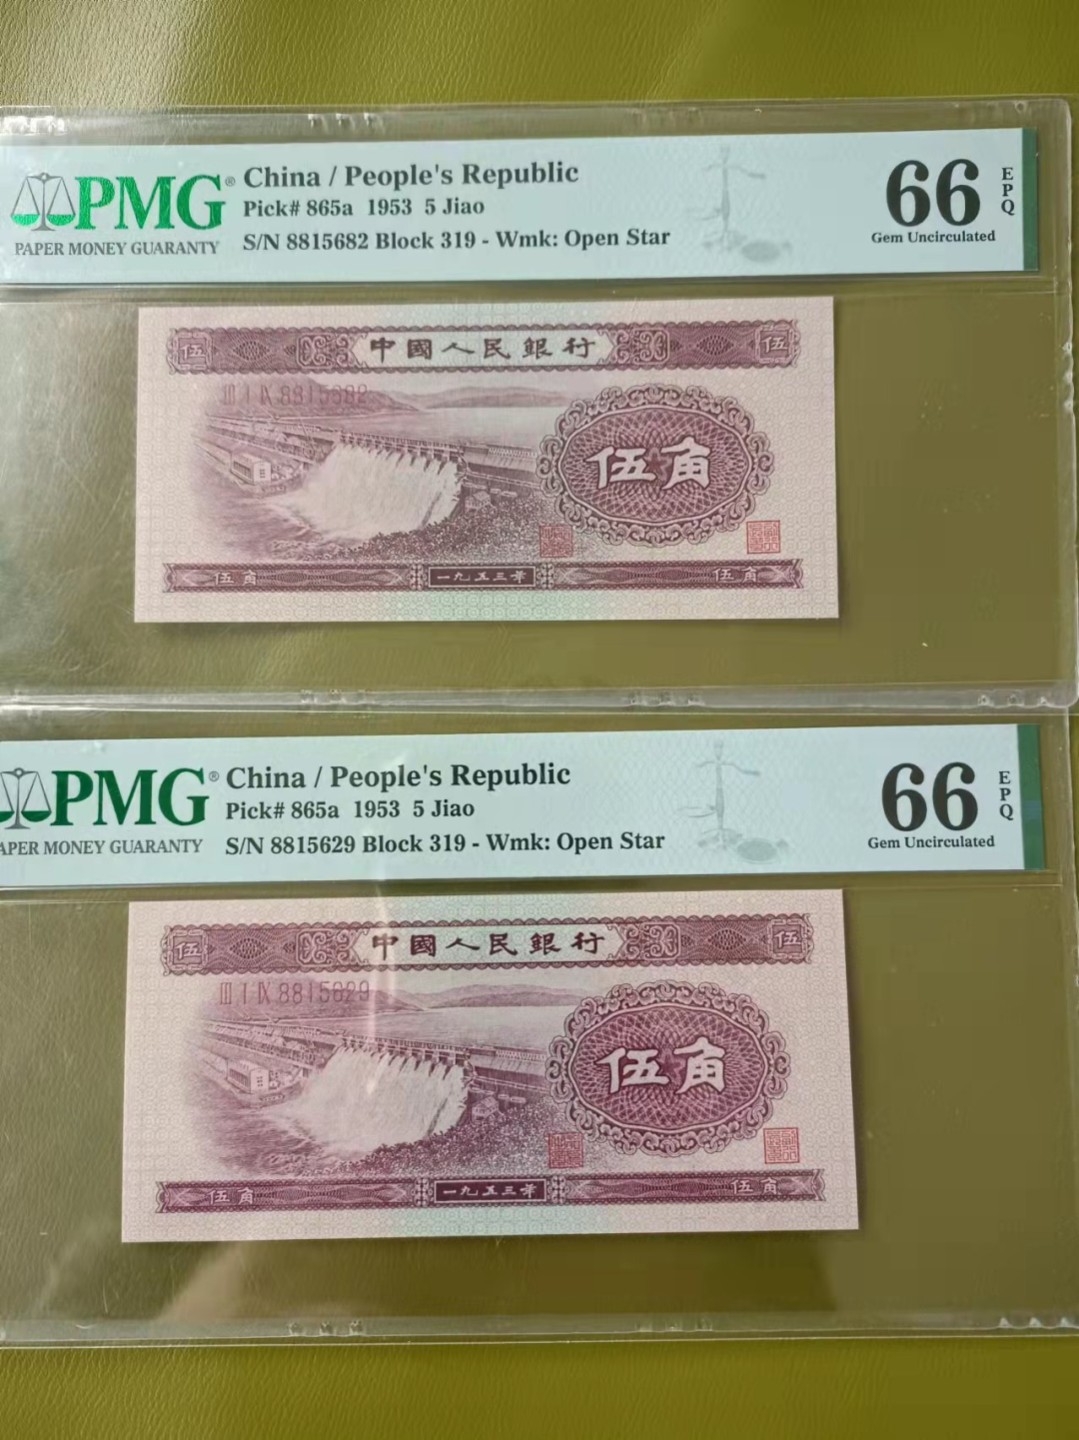 PMG®
PAPER MONEY GUARANTY
China / People's Republic
Pick# 865a 1953 5 Jiao
S/N 8815682 Block 319 - Wmk: Open Star
66
EPQ
Gem Uncirculated
伍 中國人民銀行 伍
III I IX 8815682
伍角
伍角 一九五三年 伍角
PMG®
APER MONEY GUARANTY
China / People's Republic
Pick# 865a 1953 5 Jiao
S/N 8815629 Block 319 - Wmk: Open Star
66
EPQ
Gem Uncirculated
伍 中國人民銀行 伍
III I IX 8815629
伍角
伍角 一九五三年 伍角